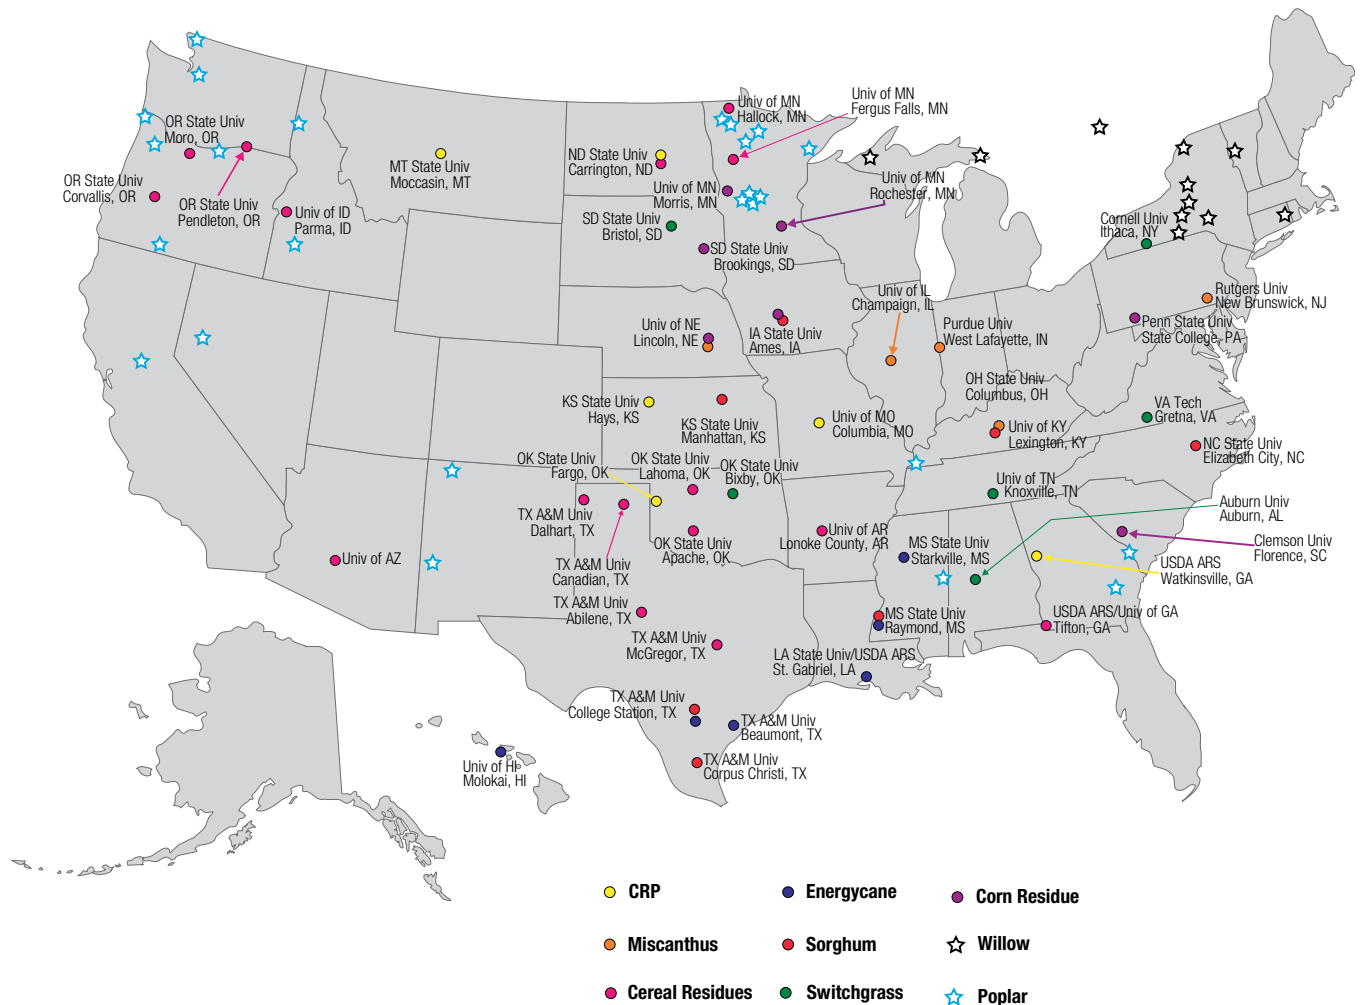 Univ of MN
Hallock, MN
Univ of MN
Fergus Falls, MN
OR State Univ
Moro, OR
MT State Univ
Moccasin, MT
ND State Univ
Carrington, ND
OR State Univ
Corvallis, OR
OR State Univ
Pendleton, OR
Univ of ID
Parma, ID
Univ of MN
Morris, MN
Univ of MN
Rochester, MN
SD State Univ
Bristol, SD
SD State Univ
Brookings, SD
Cornell Univ
Ithaca, NY
Univ of IL
Champaign, IL
Rutgers Univ
New Brunswick, NJ
Univ of NE
Lincoln, NE
IA State Univ
Ames, IA
Purdue Univ
West Lafayette, IN
Penn State Univ
State College, PA
OH State Univ
Columbus, OH
KS State Univ
Hays, KS
KS State Univ
Manhattan, KS
Univ of MO
Columbia, MO
Univ of KY
Lexington, KY
VA Tech
Gretna, VA
NC State Univ
Elizabeth City, NC
OK State Univ
Fargo, OK
OK State Univ
Lahoma, OK
OK State Univ
Bixby, OK
Univ of TN
Knoxville, TN
Auburn Univ
Auburn, AL
TX A&M Univ
Dalhart, TX
OK State Univ
Apache, OK
Univ of AR
Lonoke County, AR
MS State Univ
Starkville, MS
Clemson Univ
Florence, SC
Univ of AZ
TX A&M Univ
Canadian, TX
USDA ARS
Watkinsville, GA
TX A&M Univ
Abilene, TX
MS State Univ
Raymond, MS
USDA ARS/Univ of GA
Tifton, GA
TX A&M Univ
McGregor, TX
LA State Univ/USDA ARS
St. Gabriel, LA
TX A&M Univ
College Station, TX
TX A&M Univ
Beaumont, TX
Univ of HI
Molokai, HI
TX A&M Univ
Corpus Christi, TX
CRP
Energycane
Corn Residue
Miscanthus
Sorghum
Willow
Cereal Residues
Switchgrass
Poplar